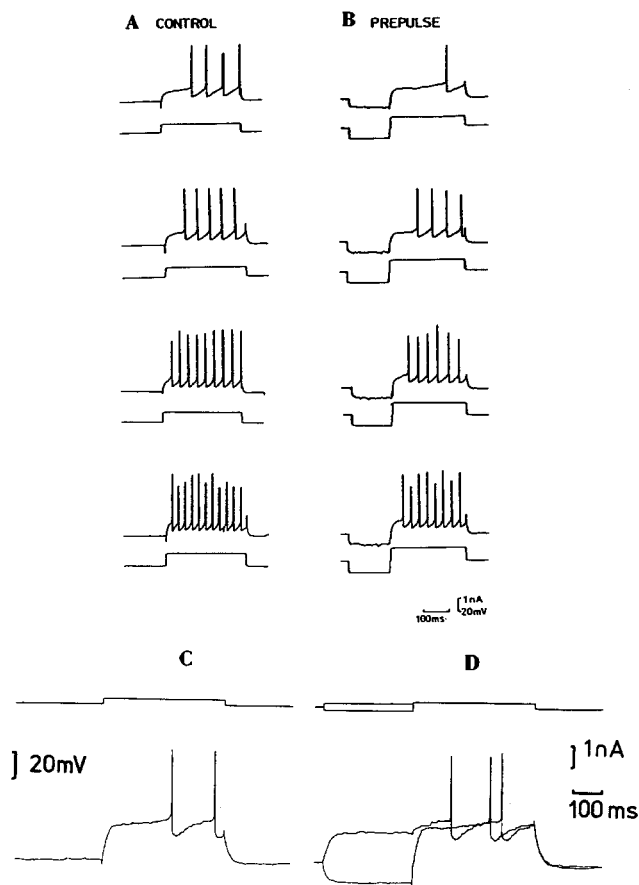 A CONTROL
B PREPULSE
1nA
20mV
100ms.
C
D
20mV
1nA
100 ms